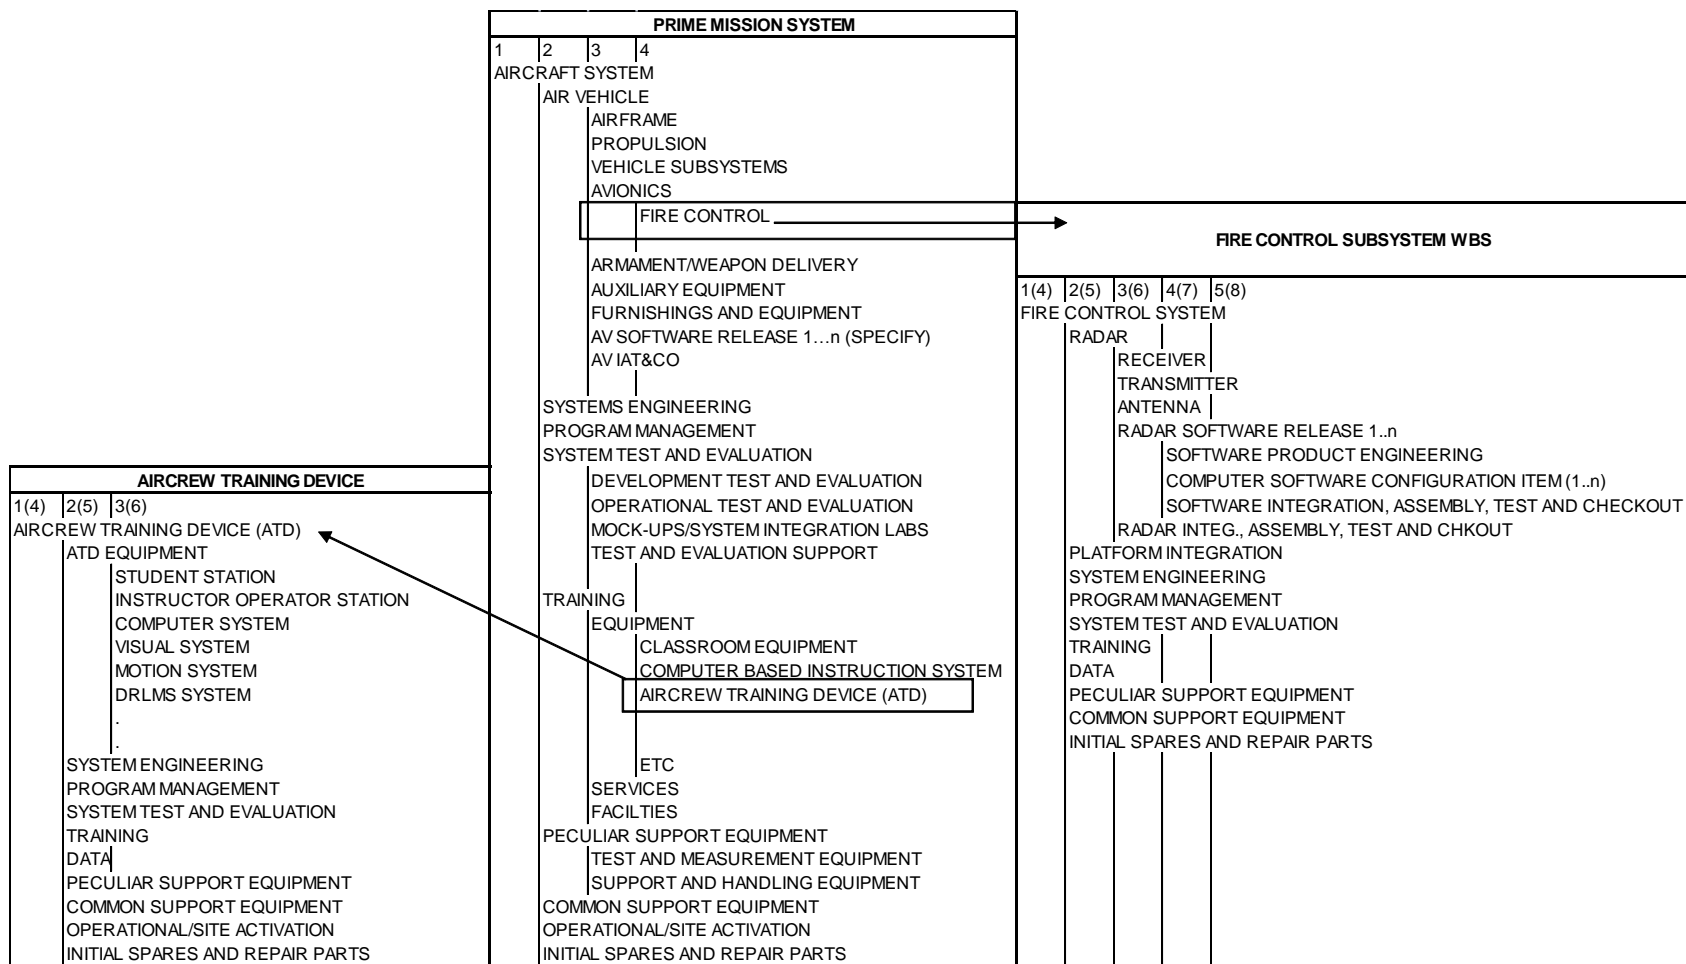 PRIME MISSION SYSTEM
1 2 3 4
AIRCRAFT SYSTEM
AIR VEHICLE
AIRFRAME
PROPULSION
VEHICLE SUBSYSTEMS
AVIONICS
FIRE CONTROL
ARMAMENT/WEAPON DELIVERY
AUXILIARY EQUIPMENT
FURNISHINGS AND EQUIPMENT
AV SOFTWARE RELEASE 1…n (SPECIFY)
AV IAT&CO
SYSTEMS ENGINEERING
PROGRAM MANAGEMENT
SYSTEM TEST AND EVALUATION
DEVELOPMENT TEST AND EVALUATION
OPERATIONAL TEST AND EVALUATION
MOCK-UPS/SYSTEM INTEGRATION LABS
TEST AND EVALUATION SUPPORT
TRAINING
EQUIPMENT
CLASSROOM EQUIPMENT
COMPUTER BASED INSTRUCTION SYSTEM
AIRCREW TRAINING DEVICE (ATD)
ETC
SERVICES
FACILTIES
PECULIAR SUPPORT EQUIPMENT
TEST AND MEASUREMENT EQUIPMENT
SUPPORT AND HANDLING EQUIPMENT
COMMON SUPPORT EQUIPMENT
OPERATIONAL/SITE ACTIVATION
INITIAL SPARES AND REPAIR PARTS
FIRE CONTROL SUBSYSTEM WBS
1(4) 2(5) 3(6) 4(7) 5(8)
FIRE CONTROL SYSTEM
RADAR
RECEIVER
TRANSMITTER
ANTENNA
RADAR SOFTWARE RELEASE 1..n
SOFTWARE PRODUCT ENGINEERING
COMPUTER SOFTWARE CONFIGURATION ITEM (1..n)
SOFTWARE INTEGRATION, ASSEMBLY, TEST AND CHECKOUT
RADAR INTEG., ASSEMBLY, TEST AND CHKOUT
PLATFORM INTEGRATION
SYSTEM ENGINEERING
PROGRAM MANAGEMENT
SYSTEM TEST AND EVALUATION
TRAINING
DATA
PECULIAR SUPPORT EQUIPMENT
COMMON SUPPORT EQUIPMENT
INITIAL SPARES AND REPAIR PARTS
AIRCREW TRAINING DEVICE
1(4) 2(5) 3(6)
AIRCREW TRAINING DEVICE (ATD)
ATD EQUIPMENT
STUDENT STATION
INSTRUCTOR OPERATOR STATION
COMPUTER SYSTEM
VISUAL SYSTEM
MOTION SYSTEM
DRLMS SYSTEM
.
.
SYSTEM ENGINEERING
PROGRAM MANAGEMENT
SYSTEM TEST AND EVALUATION
TRAINING
DATA
PECULIAR SUPPORT EQUIPMENT
COMMON SUPPORT EQUIPMENT
OPERATIONAL/SITE ACTIVATION
INITIAL SPARES AND REPAIR PARTS